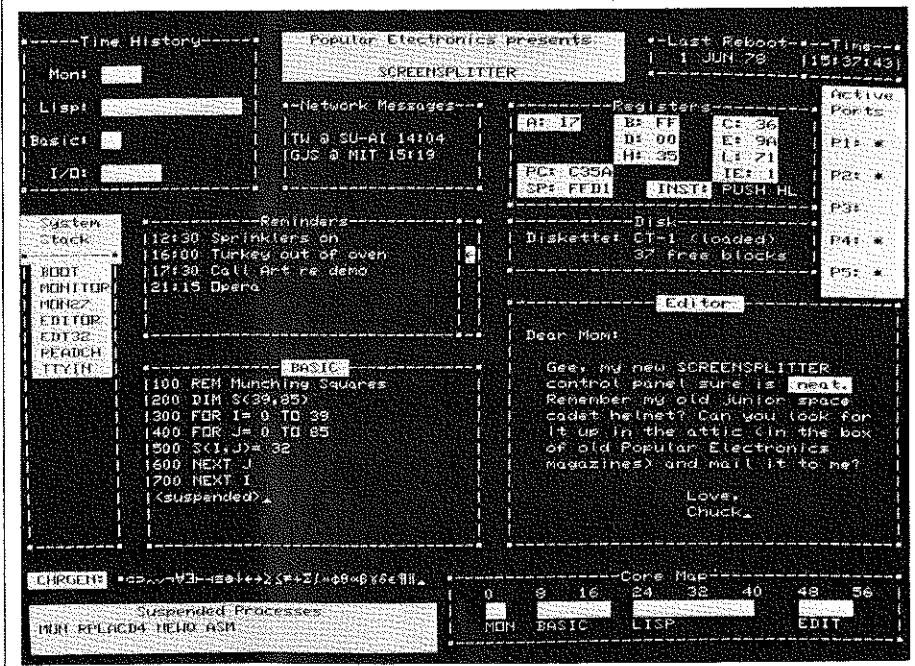 Time History
Mon:
Lisp:
Basic:
I/O:
Popular Electronics presents
SCREENSPLITTER
Last Reboot
1 JUN 78
Time
15:37:43
Network Messages
TW @ SU-AI 14:04
GJS @ MIT 15:19
Registers
A: 17 B: FF C: 36
D: 00 E: 9A
H: 35 L: 71
PC: C35A IE: 1
SP: FFD1 INST: PUSH HL
Active
Ports
P1: *
P2: *
P3:
P4: *
P5: *
System
Stack
BOOT
MONITOR
MON27
EDITOR
EDT32
READCH
TTYIN
Reminders
12:30 Sprinklers on
16:00 Turkey out of oven
17:30 Call Art re demo
21:15 Opera
Disk
Diskette: CT-1 (loaded)
37 free blocks
BASIC
100 REM Munching Squares
200 DIM S(39,85)
300 FOR I= 0 TO 39
400 FOR J= 0 TO 85
500 S(I,J)= 32
600 NEXT J
700 NEXT I
<suspended>
Editor
Dear Mom:
Gee, my new SCREENSPLITTER
control panel sure is neat.
Remember my old junior space
cadet helmet? Can you look for
it up in the attic (in the box
of old Popular Electronics
magazines) and mail it to me?
Love,
Chuck
CHRGEN:
Suspended Processes
MUN RPLACD4 NEWO ASM
Core Map
0 8 16 24 32 40 48 56
MON BASIC LISP EDIT